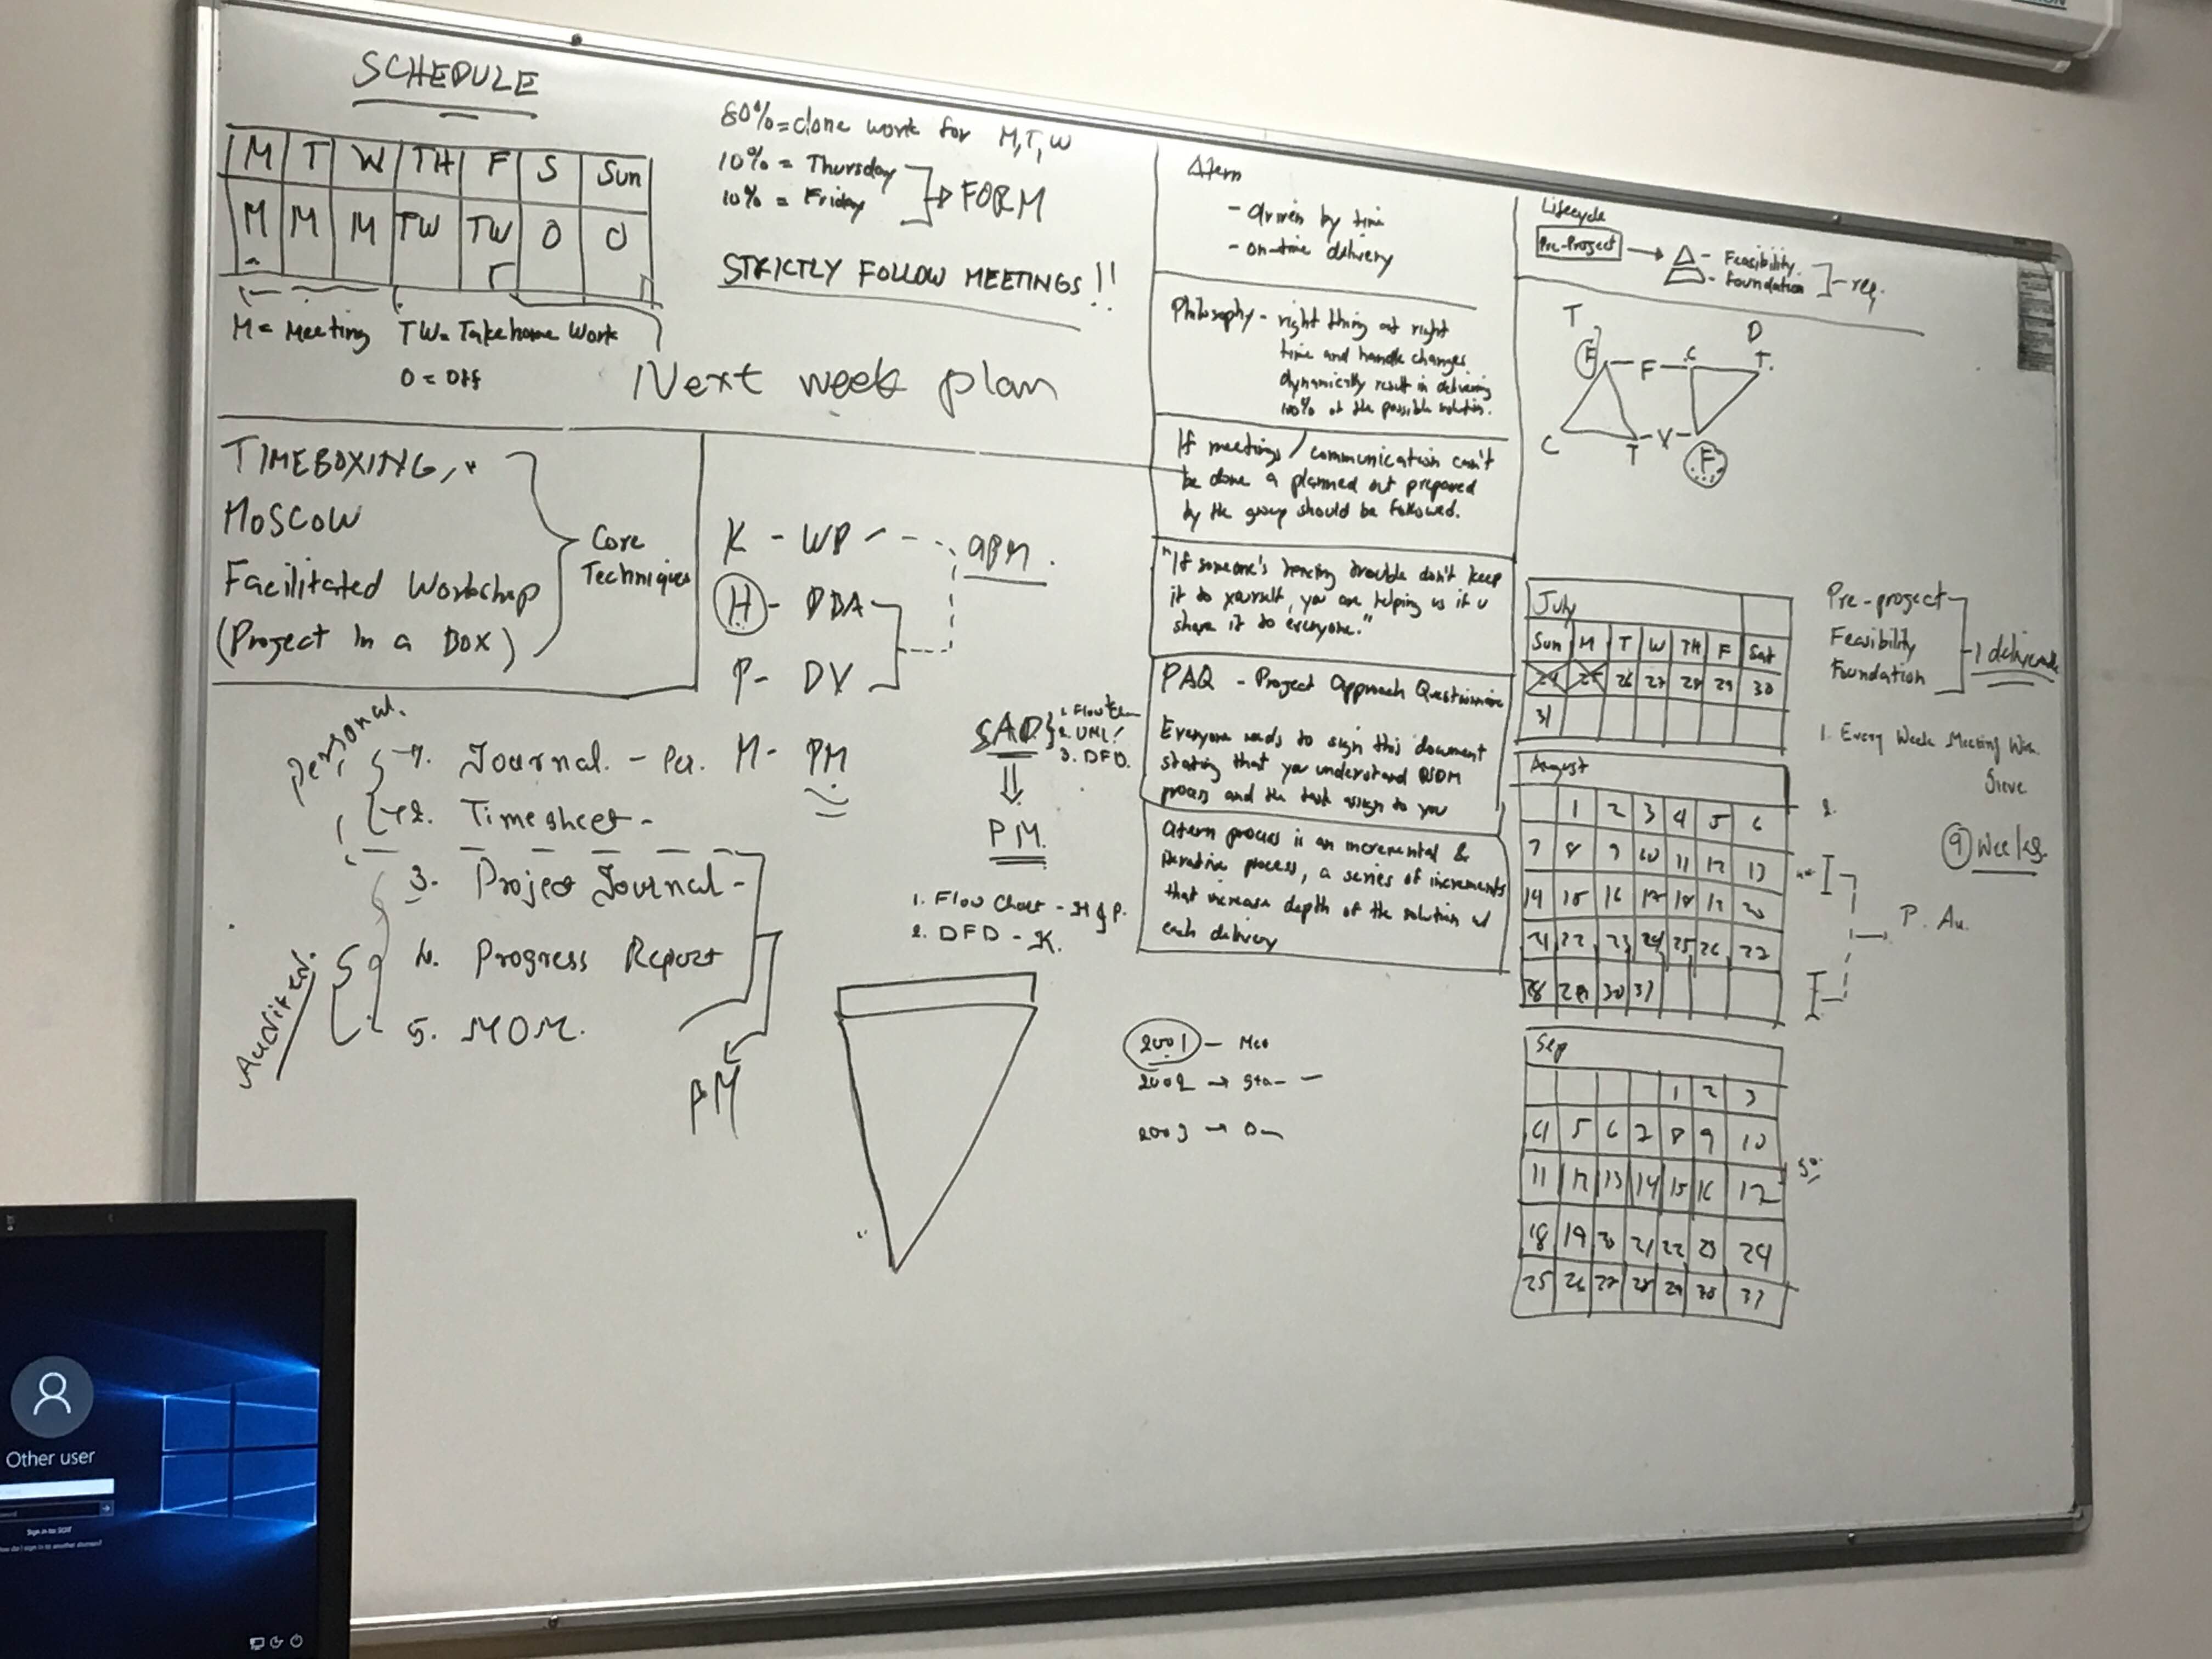 SCHEDULE
M T W TH F S Sun
M M M TW TW O O
M = Meeting TW = Take home Work
O = Off
80% = done work for M,T,W
10% = Thursday
10% = Friday
FORM
STRICTLY FOLLOW MEETINGS!!
Next week plan
TIMEBOXING,
MOSCOW
Facilitated Workshop
(Project In a Box)
Core
Techniques
K - WP
H - DBA
P - DV
M - PM
Personal.
1. Journal. - Per.
2. Timesheet -
3. Project Journal -
4. Progress Report
5. MOM.
Auditer.
PM
SAD
1. Flow
2. UML
3. DFD.
PM.
1. Flow Chart - H & P.
2. DFD - K.
2001 -
2002 →
2003 →
Atern
- driven by time
- on-time delivery
Philosophy - right thing at right
time and handle changes
dynamically result in delivering
100% of the possible solution.
If meetings / communication can't
be done a planned out prepared
by the group should be followed.
"If someone's having trouble don't keep
it to yourself, you are helping us if u
share it to everyone."
PAQ - Project Approach Questionnaire
Everyone needs to sign this document
stating that you understand DSDM
process and the task assign to you
Atern process is an incremental &
iterative process, a series of increments
that increase depth of the solution w/
each delivery
Lifecycle
Pre-Project
- Feasibility
- Foundation
- req.
T D
F - F - C T.
C T - V - F
July
Sun M T W TH F Sat
24 25 26 27 28 29 30
31
August
1 2 3 4 5 6
7 8 9 10 11 12 13
14 15 16 17 18 19 20
21 22 23 24 25 26 27
28 29 30 31
Sep
1 2 3
4 5 6 7 8 9 10
11 12 13 14 15 16 17
18 19 20 21 22 23 24
25 26 27 28 29 30 31
Pre-project
Feasibility
Foundation
1 deliverable
1. Every Week Meeting With
2.
9 Weeks.
P. Au.
Other user
Sign in to:
How do I sign in to another domain?